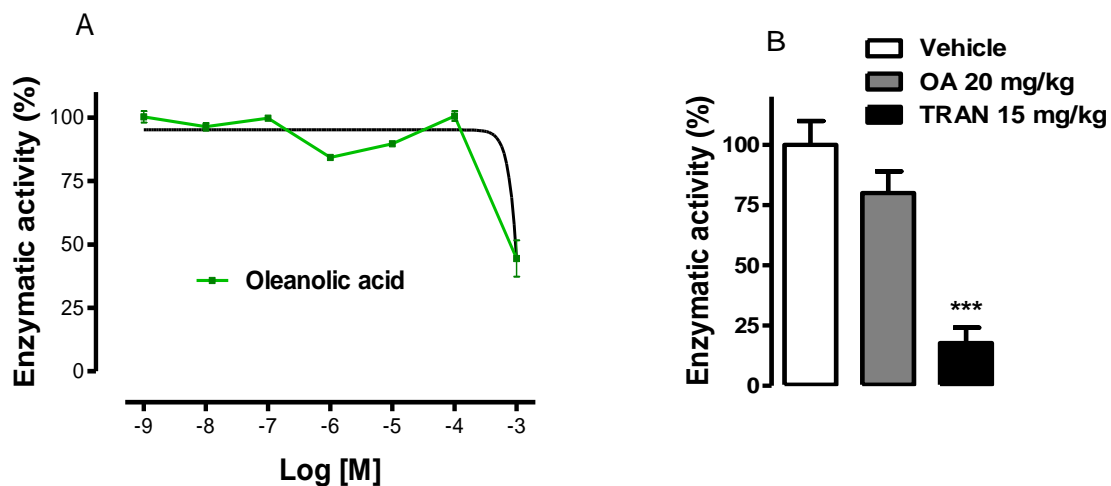 A
Enzymatic activity (%)
100
75
50
25
0
Oleanolic acid
-9 -8 -7 -6 -5 -4 -3
Log [M]
B
Vehicle
OA 20 mg/kg
TRAN 15 mg/kg
Enzymatic activity (%)
100
75
50
25
0
***